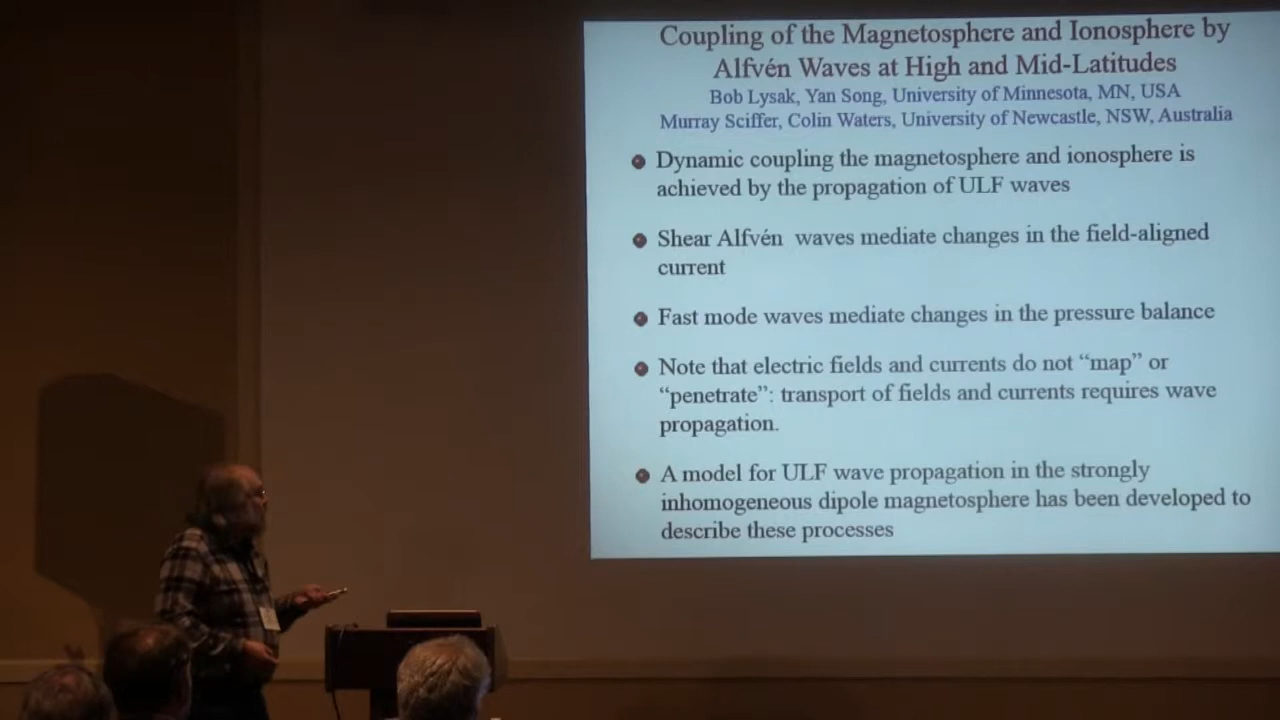 Coupling of the Magnetosphere and Ionosphere by
Alfvén Waves at High and Mid-Latitudes
Bob Lysak, Yan Song, University of Minnesota, MN, USA
Murray Sciffer, Colin Waters, University of Newcastle, NSW, Australia
Dynamic coupling the magnetosphere and ionosphere is
achieved by the propagation of ULF waves
Shear Alfvén waves mediate changes in the field-aligned
current
Fast mode waves mediate changes in the pressure balance
Note that electric fields and currents do not “map” or
“penetrate”: transport of fields and currents requires wave
propagation.
A model for ULF wave propagation in the strongly
inhomogeneous dipole magnetosphere has been developed to
describe these processes